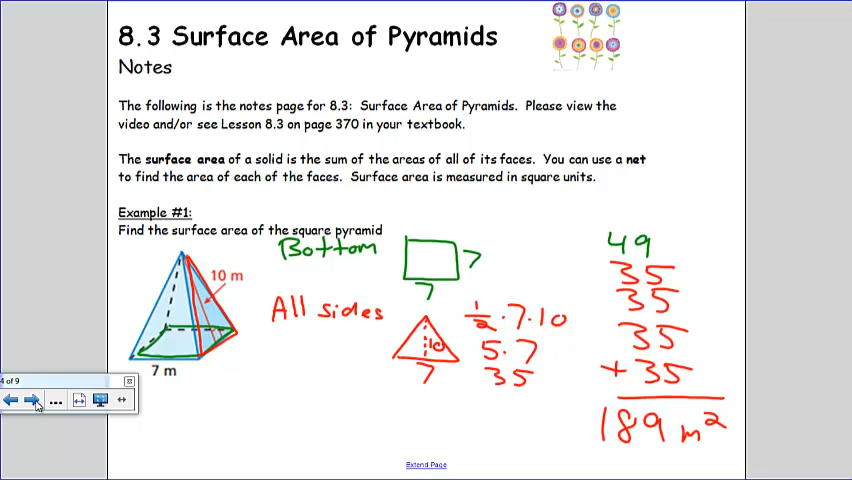 8.3 Surface Area of Pyramids
Notes
The following is the notes page for 8.3: Surface Area of Pyramids. Please view the
video and/or see Lesson 8.3 on page 370 in your textbook.
The surface area of a solid is the sum of the areas of all of its faces. You can use a net
to find the area of each of the faces. Surface area is measured in square units.
Example #1:
Find the surface area of the square pyramid
Bottom
7
7
49
35
35
35
+ 35
189 m²
10 m
7 m
All sides
10
7
1/2 · 7 · 10
5 · 7
35
4 of 9
...
Extend Page